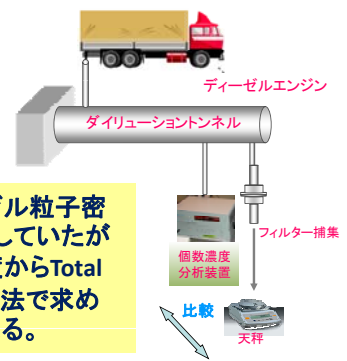 ディーゼルエンジン
ダイリューショントンネル
ル粒子密
していたが
からTotal
法で求め
る。
個数濃度
分析装置
フィルター捕集
比較
天秤